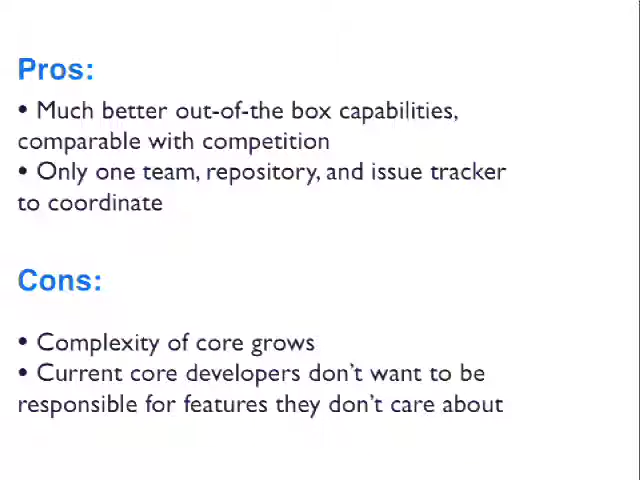 Pros:
• Much better out-of-the box capabilities,
comparable with competition
• Only one team, repository, and issue tracker
to coordinate
Cons:
• Complexity of core grows
• Current core developers don't want to be
responsible for features they don't care about